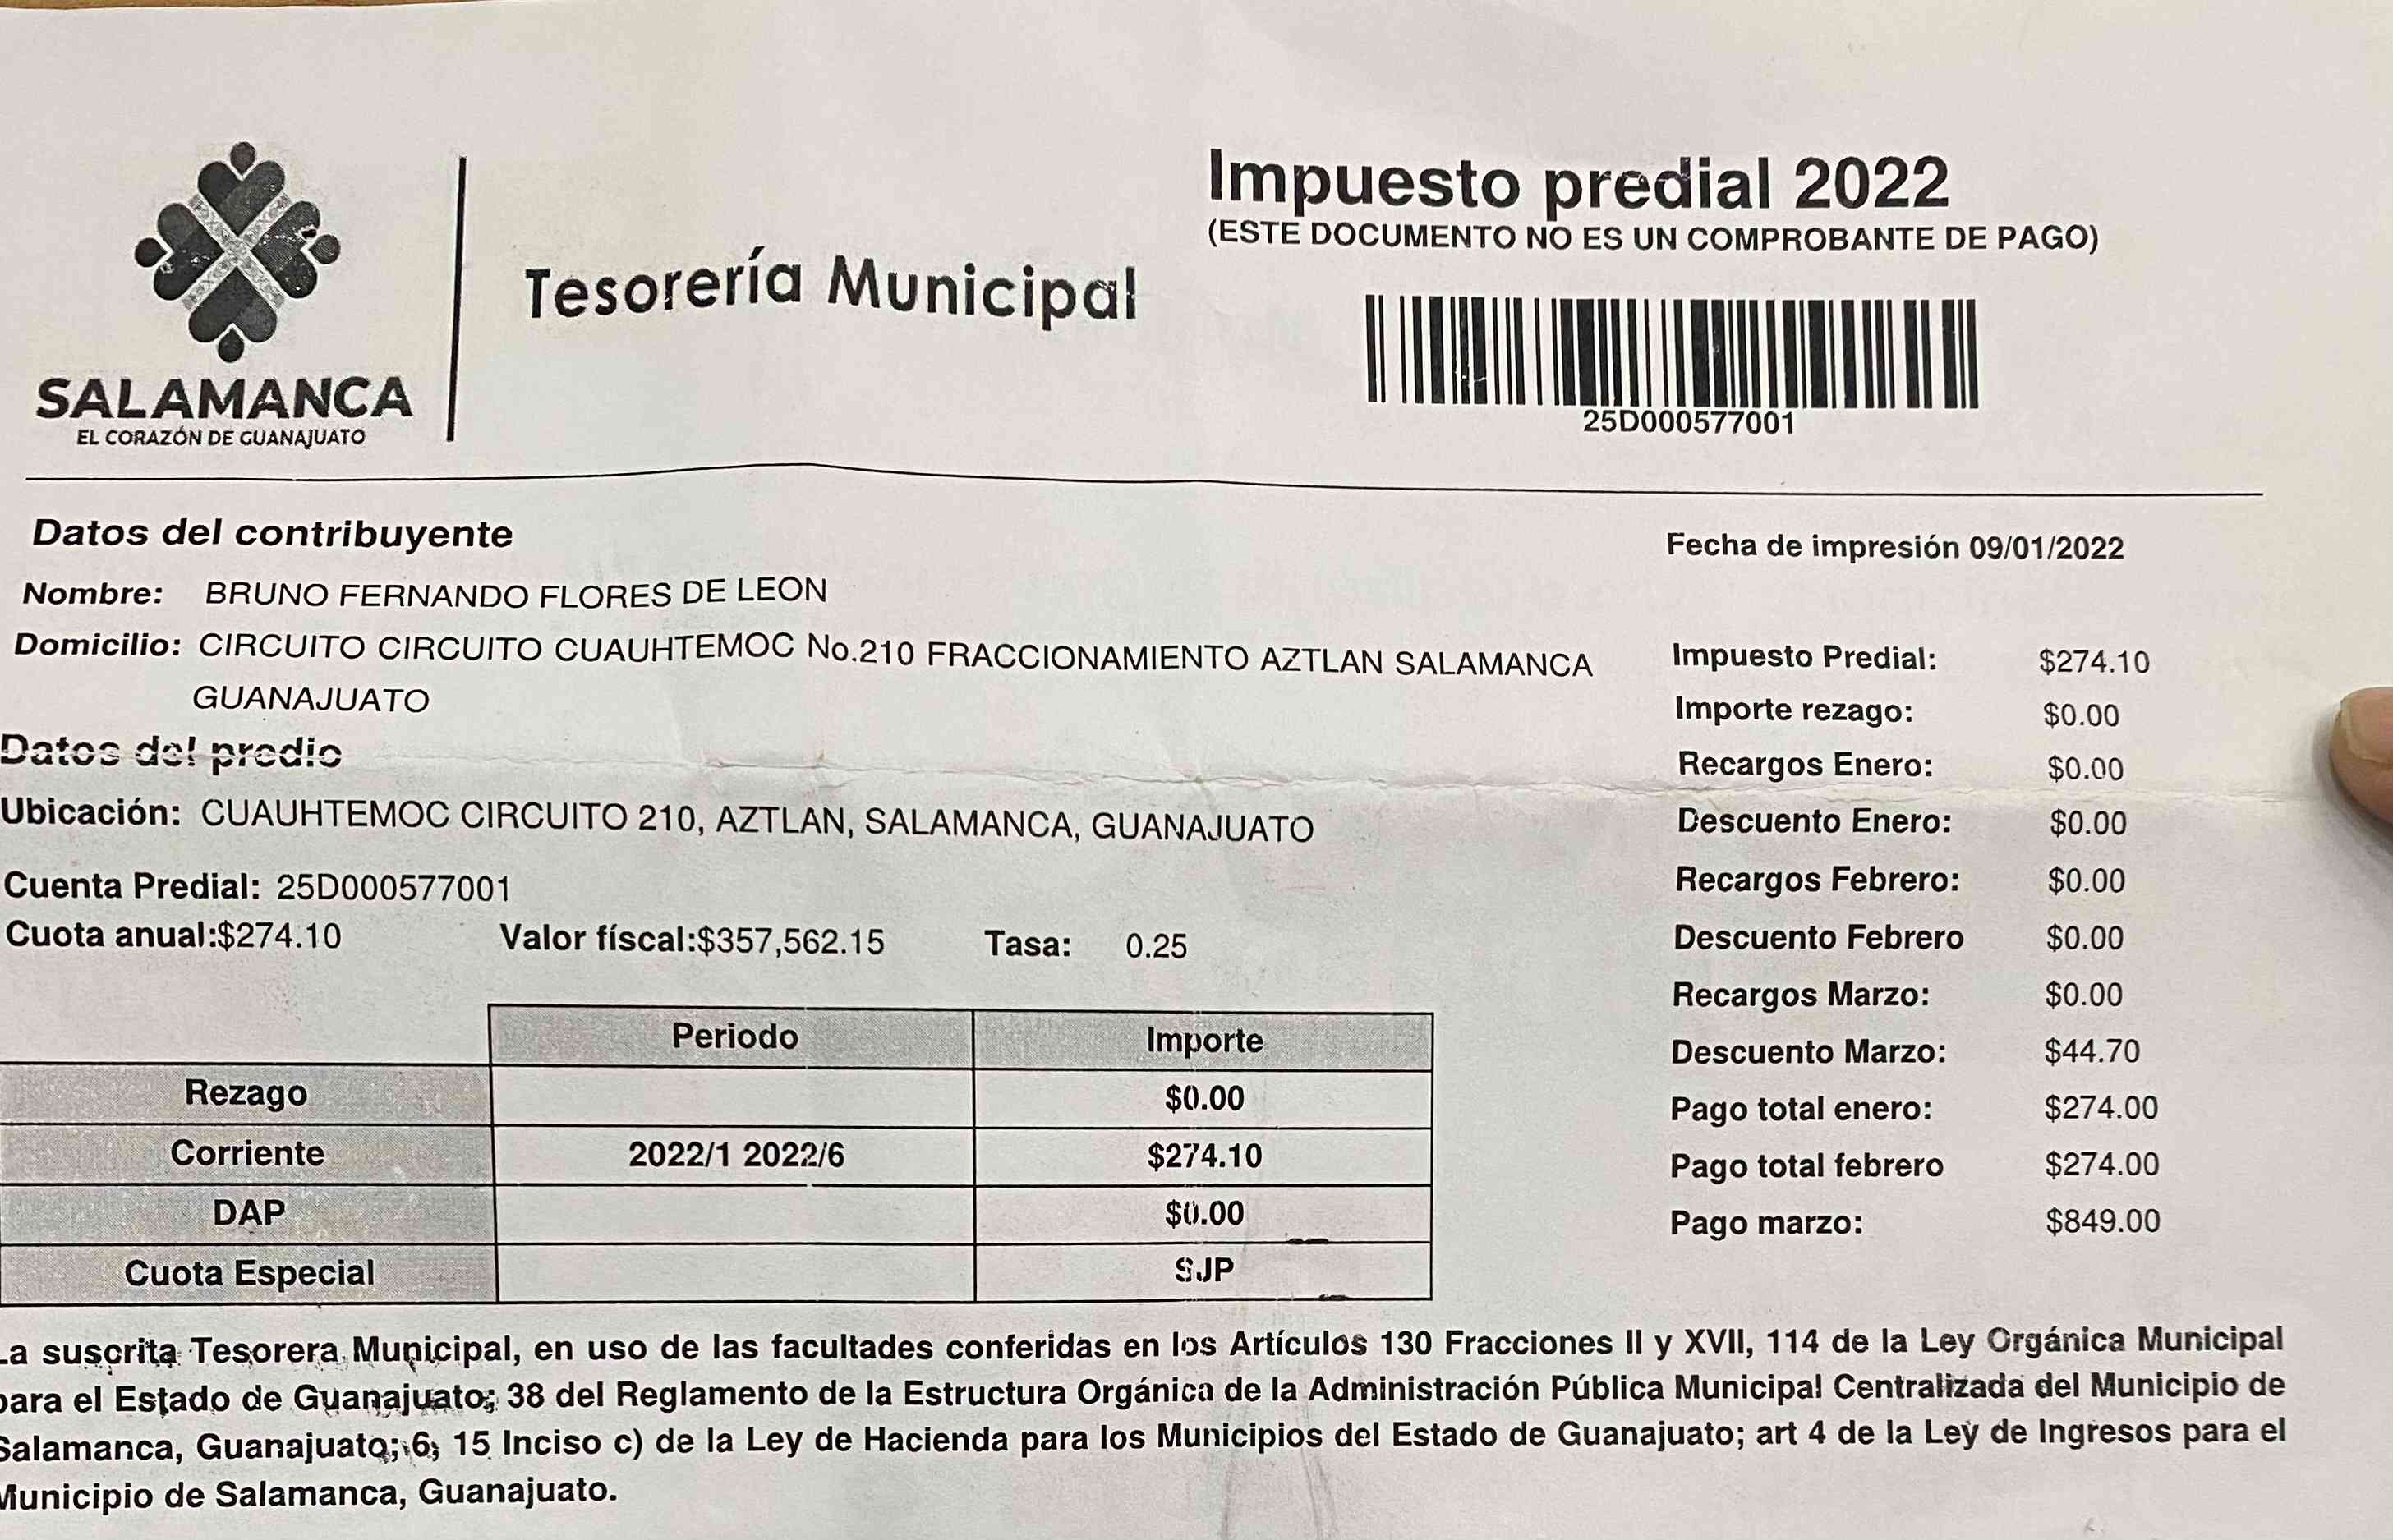 SALAMANCA
EL CORAZÓN DE GUANAJUATO
Tesorería Municipal
Impuesto predial 2022
(ESTE DOCUMENTO NO ES UN COMPROBANTE DE PAGO)
25D000577001
Datos del contribuyente
Fecha de impresión 09/01/2022
Nombre: BRUNO FERNANDO FLORES DE LEON
Domicilio: CIRCUITO CIRCUITO CUAUHTEMOC No.210 FRACCIONAMIENTO AZTLAN SALAMANCA
GUANAJUATO
Datos del predio
Ubicación: CUAUHTEMOC CIRCUITO 210, AZTLAN, SALAMANCA, GUANAJUATO
Cuenta Predial: 25D000577001
Cuota anual:$274.10 Valor físcal:$357,562.15 Tasa: 0.25
Periodo Importe
Rezago $0.00
Corriente 2022/1 2022/6 $274.10
DAP $0.00
Cuota Especial SJP
Impuesto Predial: $274.10
Importe rezago: $0.00
Recargos Enero: $0.00
Descuento Enero: $0.00
Recargos Febrero: $0.00
Descuento Febrero $0.00
Recargos Marzo: $0.00
Descuento Marzo: $44.70
Pago total enero: $274.00
Pago total febrero $274.00
Pago marzo: $849.00
La suscrita Tesorera Municipal, en uso de las facultades conferidas en los Artículos 130 Fracciones II y XVII, 114 de la Ley Orgánica Municipal
para el Estado de Guanajuato; 38 del Reglamento de la Estructura Orgánica de la Administración Pública Municipal Centralizada del Municipio de
Salamanca, Guanajuato; 6; 15 Inciso c) de la Ley de Hacienda para los Municipios del Estado de Guanajuato; art 4 de la Ley de Ingresos para el
Municipio de Salamanca, Guanajuato.